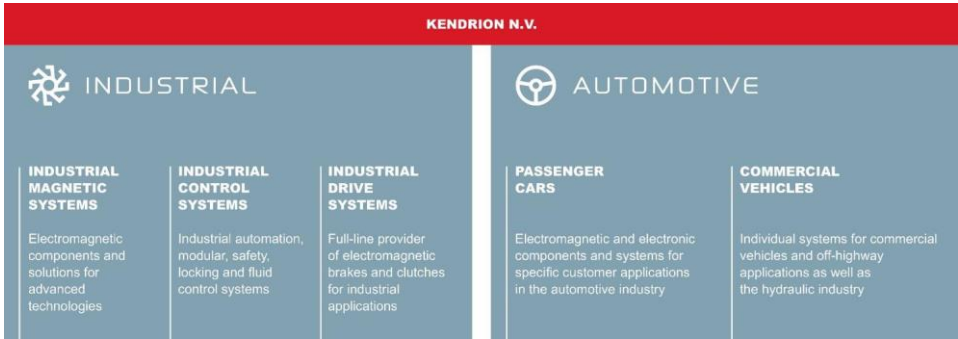 KENDRION N.V.
INDUSTRIAL
INDUSTRIAL
MAGNETIC
SYSTEMS
Electromagnetic
components and
solutions for
advanced
technologies
INDUSTRIAL
CONTROL
SYSTEMS
Industrial automation,
modular, safety,
locking and fluid
control systems
INDUSTRIAL
DRIVE
SYSTEMS
Full-line provider
of electromagnetic
brakes and clutches
for industrial
applications
AUTOMOTIVE
PASSENGER
CARS
Electromagnetic and electronic
components and systems for
specific customer applications
in the automotive industry
COMMERCIAL
VEHICLES
Individual systems for commercial
vehicles and off-highway
applications as well as
the hydraulic industry